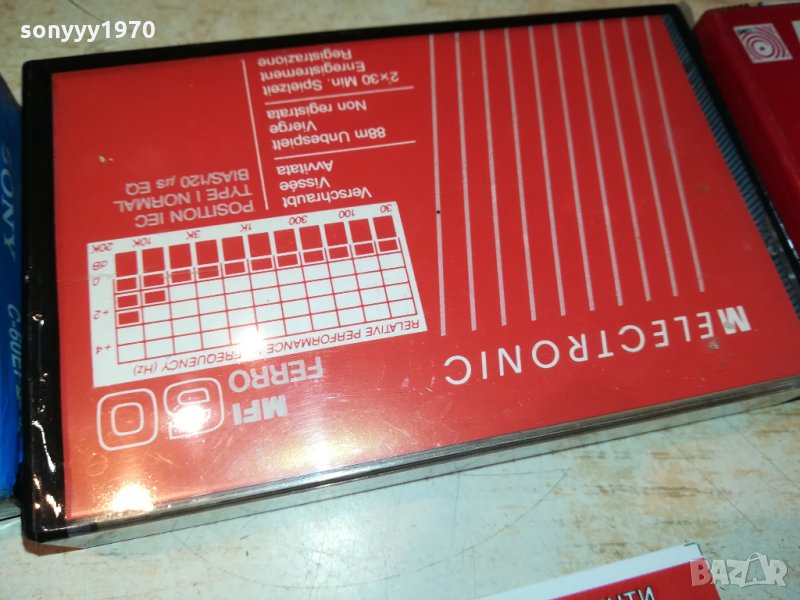 sonyyy1970
MELECTRONIC
MFI
FERRO
60
RELATIVE PERFORMANCE FREQUENCY (Hz)
+4
+2
0
dB
20K 10K 3K 1K 300 100 30
POSITION IEC
TYPE I NORMAL
BIAS/120 µs EQ
Verschraubt
Vissée
Avvitata
88m Unbespielt
Vierge
Non registrata
2x30 Min. Spielzeit
Enregistrement
Registrazione
SONY
BAZAR